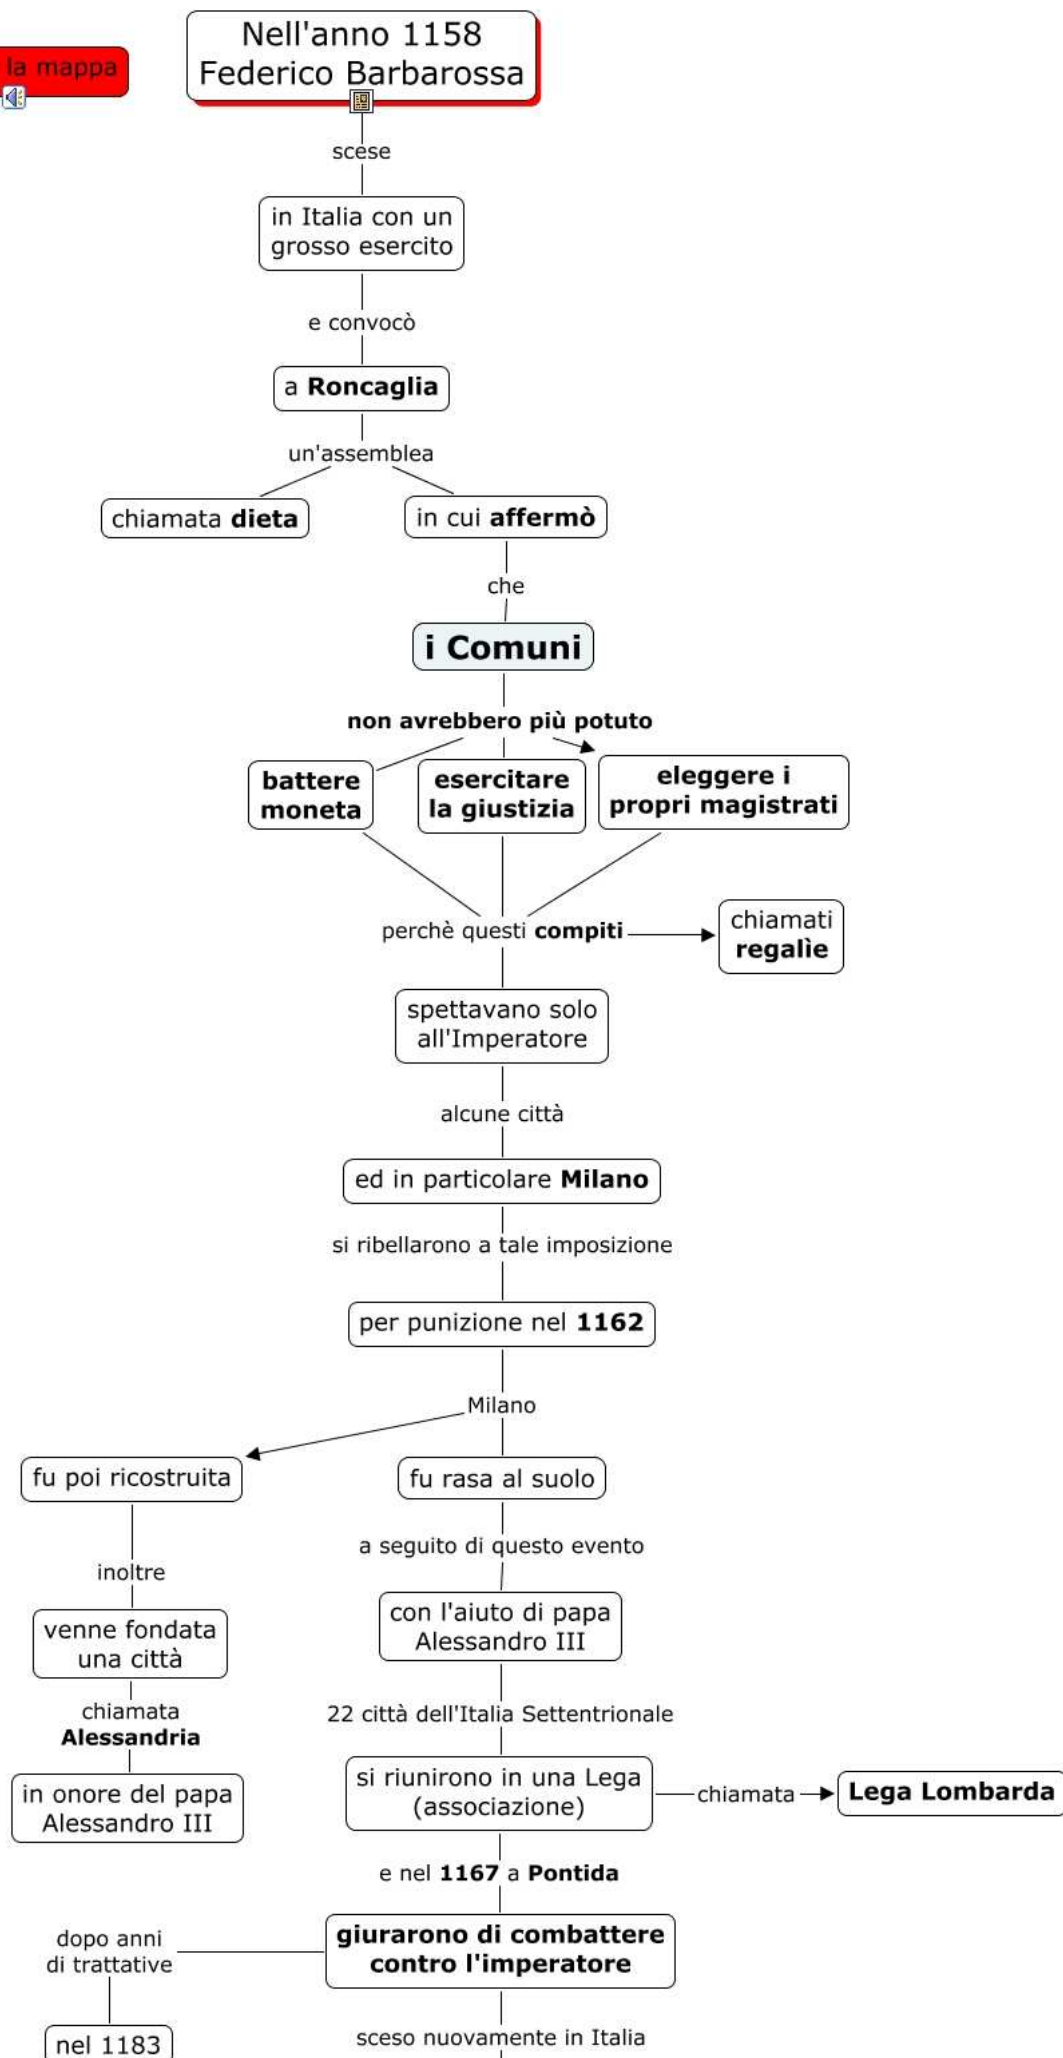 la mappa
Nell'anno 1158
Federico Barbarossa
scese
in Italia con un
grosso esercito
e convocò
a Roncaglia
un'assemblea
chiamata dieta
in cui affermò
che
i Comuni
non avrebbero più potuto
battere
moneta
esercitare
la giustizia
eleggere i
propri magistrati
perchè questi compiti
chiamati
regalìe
spettavano solo
all'Imperatore
alcune città
ed in particolare Milano
si ribellarono a tale imposizione
per punizione nel 1162
Milano
fu poi ricostruita
fu rasa al suolo
inoltre
a seguito di questo evento
venne fondata
una città
con l'aiuto di papa
Alessandro III
chiamata
Alessandria
22 città dell'Italia Settentrionale
in onore del papa
Alessandro III
si riunirono in una Lega
(associazione)
chiamata
Lega Lombarda
e nel 1167 a Pontida
giurarono di combattere
contro l'imperatore
dopo anni
di trattative
nel 1183
sceso nuovamente in Italia